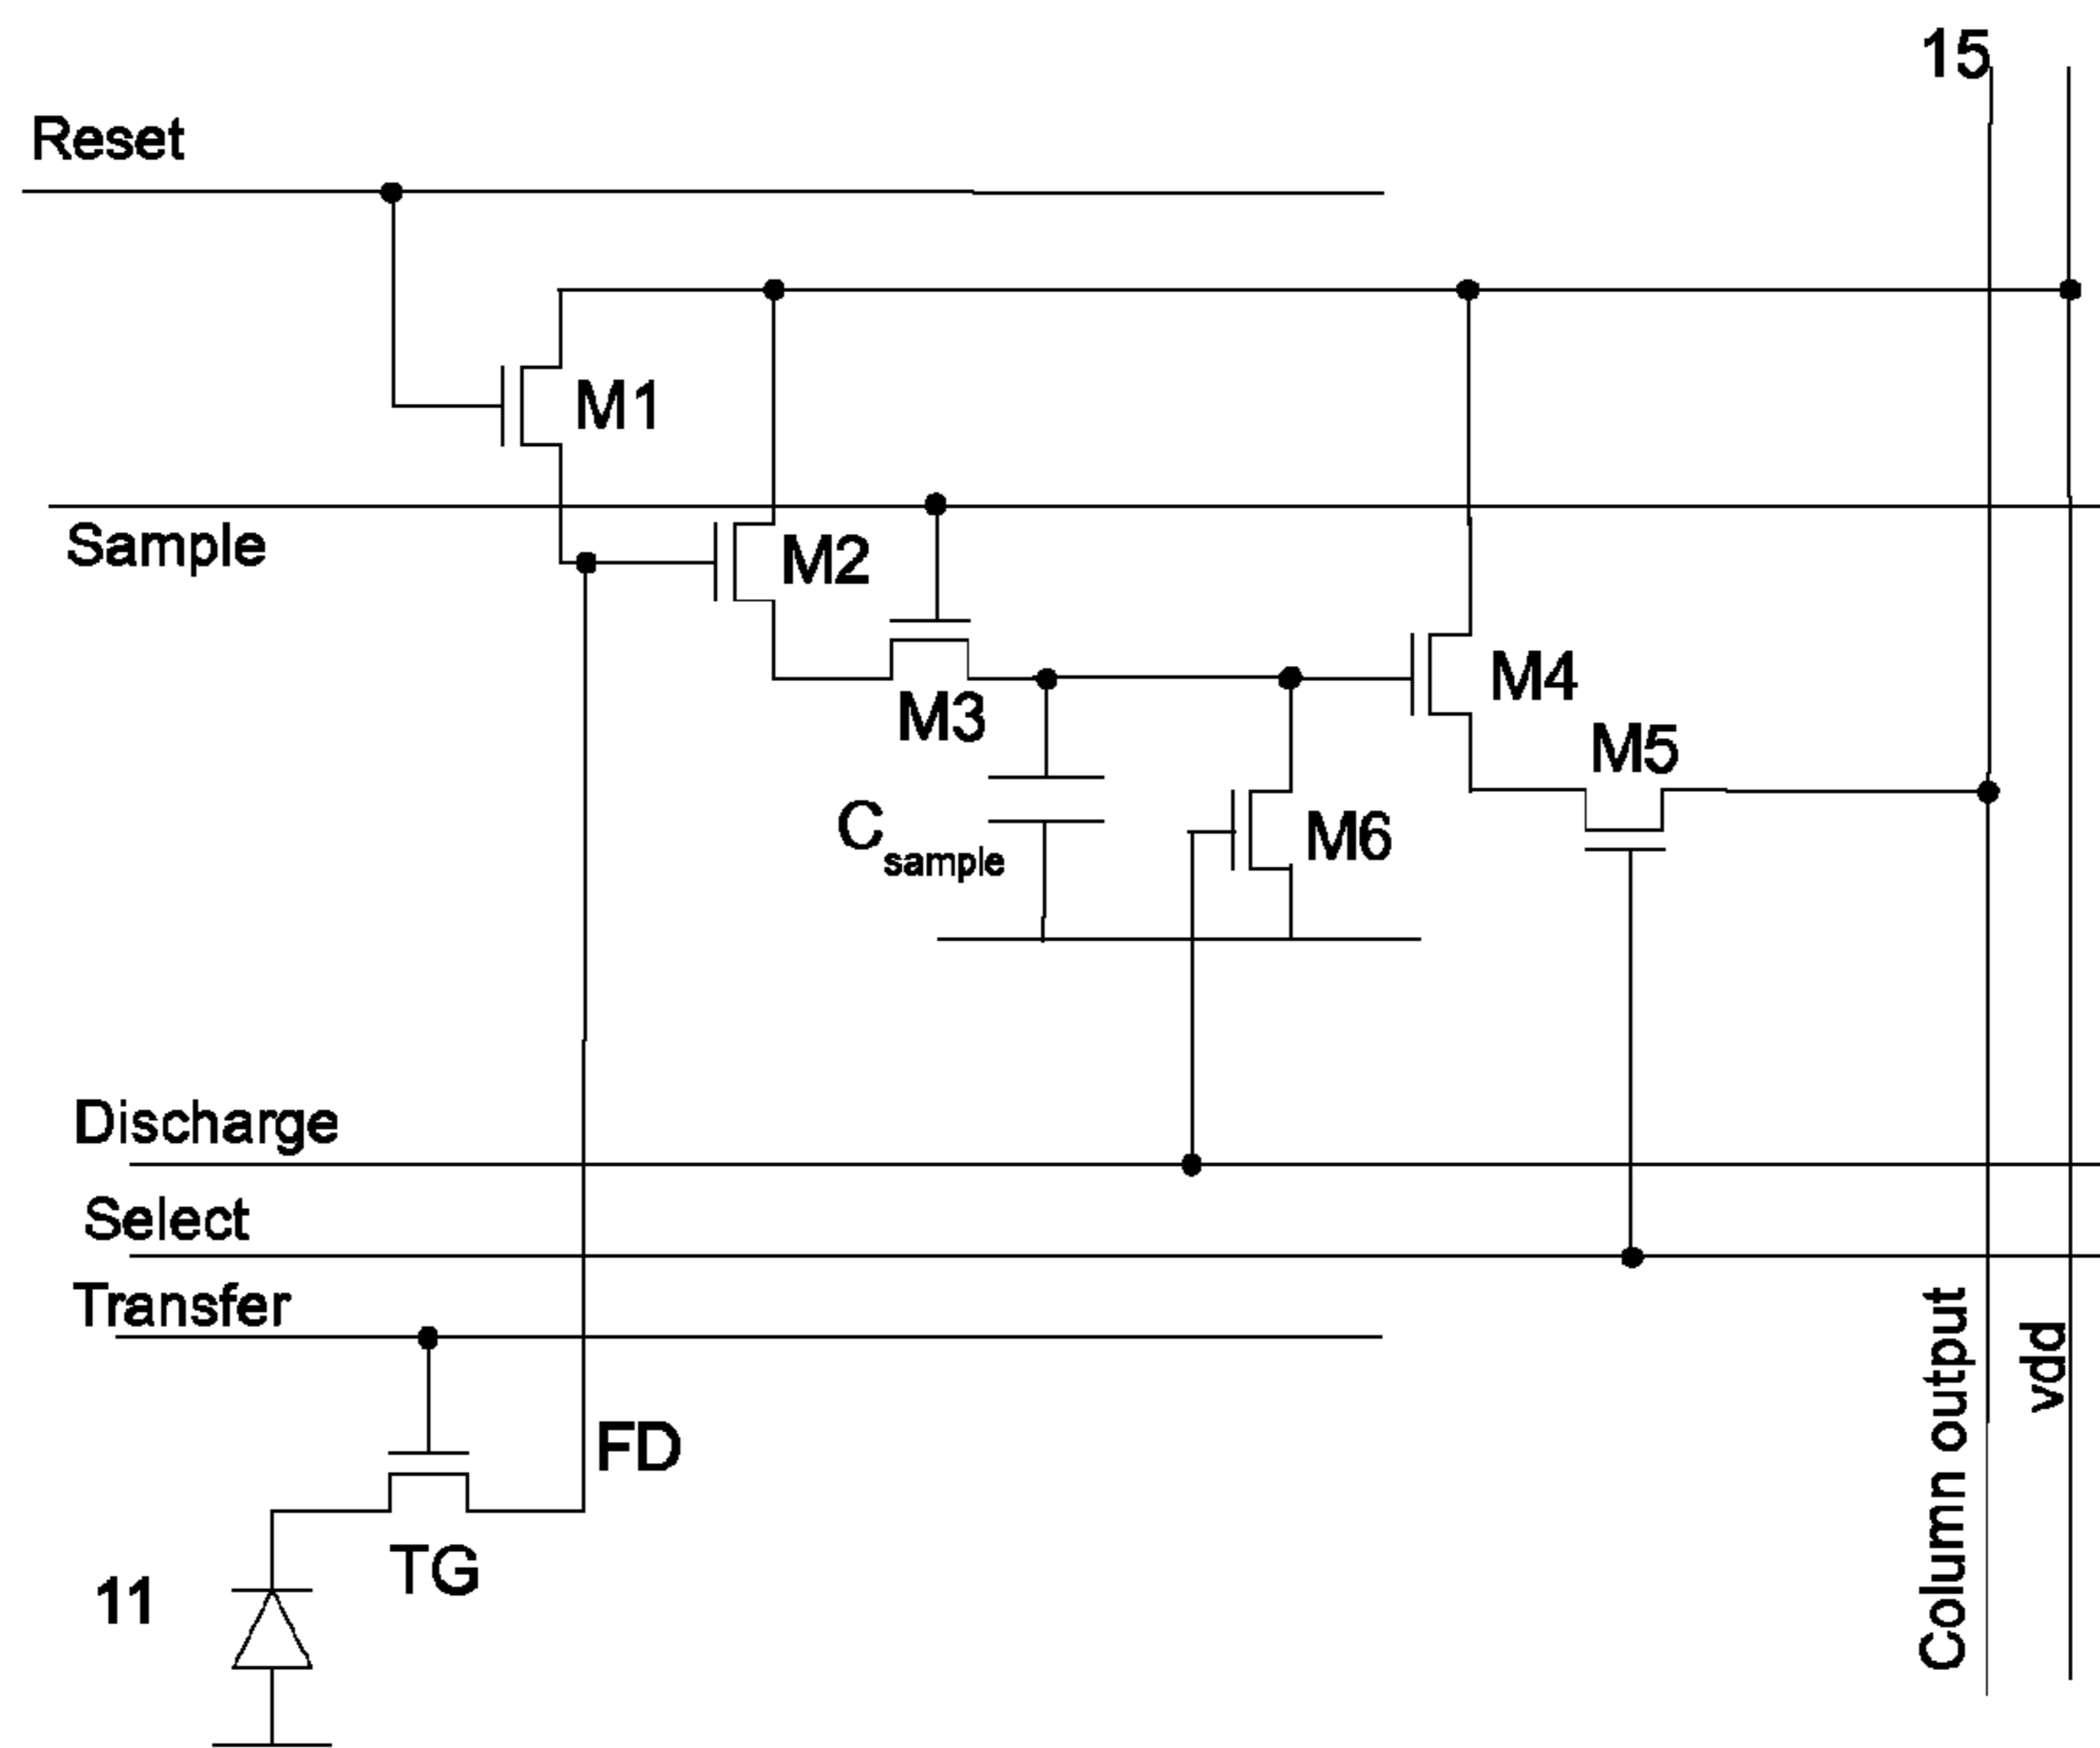 15
Reset
M1
Sample
M2
M3
M4
M5
Csample
M6
Discharge
Select
Transfer
FD
TG
11
Column output
vdd